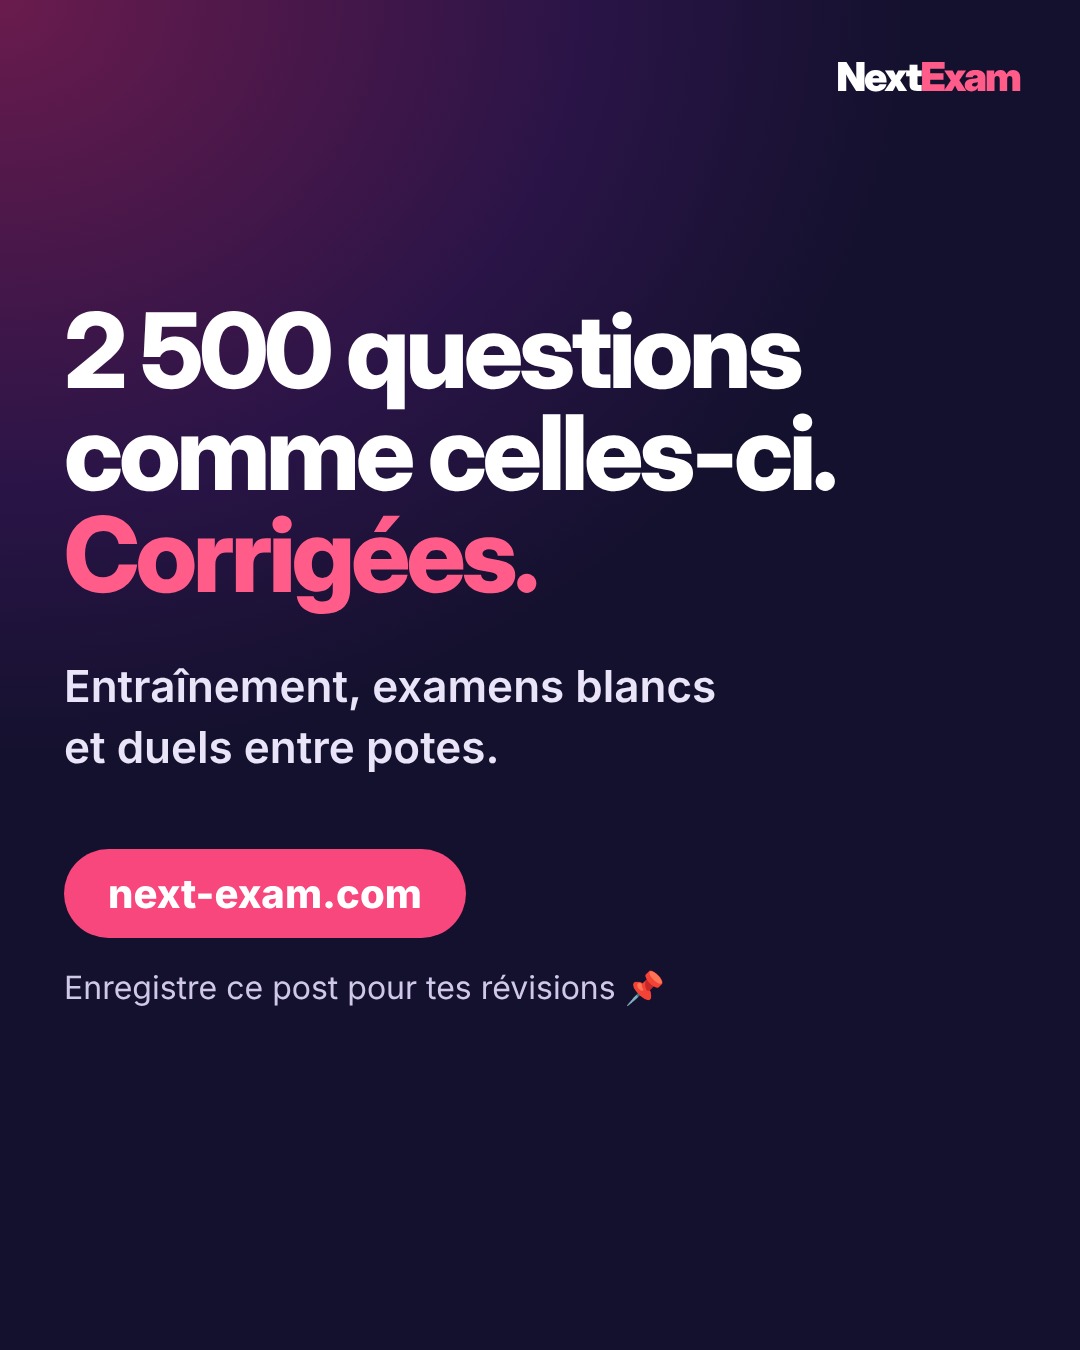 NextExam
2 500 questions
comme celles-ci.
Corrigées.
Entraînement, examens blancs
et duels entre potes.
next-exam.com
Enregistre ce post pour tes révisions 📌